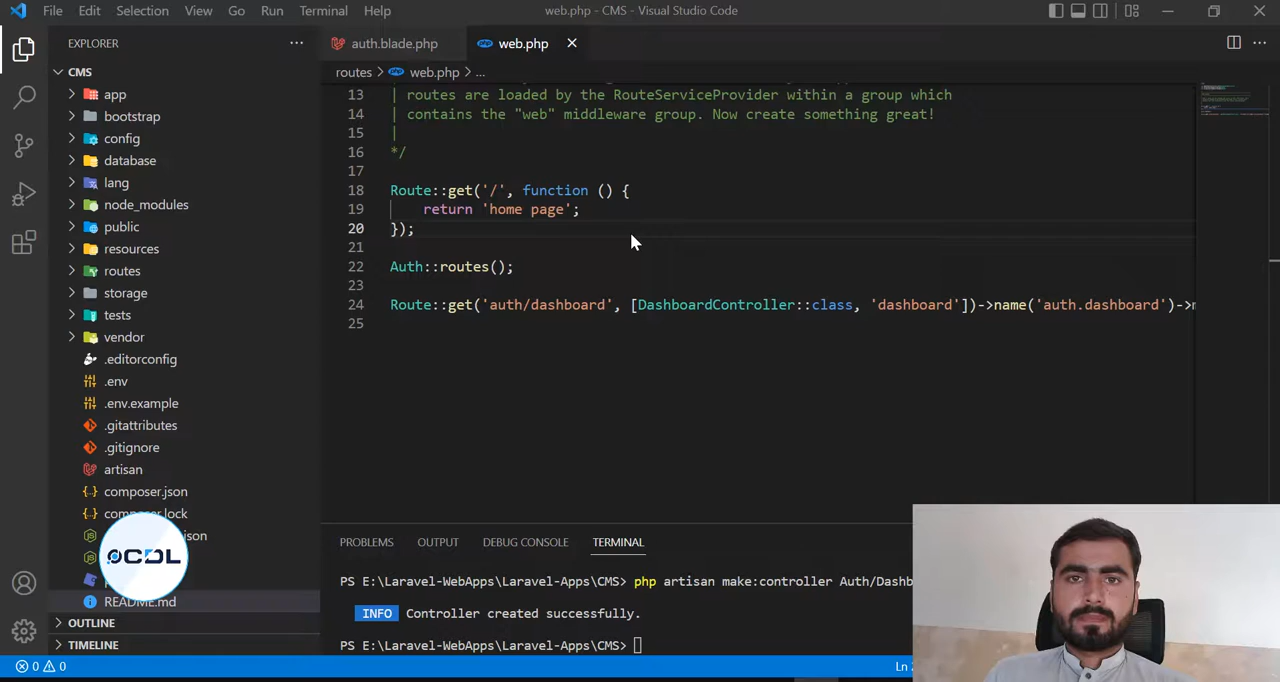 File Edit Selection View Go Run Terminal Help
web.php - CMS - Visual Studio Code
EXPLORER
auth.blade.php
web.php
CMS
routes > web.php > ...
app
bootstrap
config
database
lang
node_modules
public
resources
routes
storage
tests
vendor
.editorconfig
.env
.env.example
.gitattributes
.gitignore
artisan
composer.json
composer.lock
README.md
OUTLINE
TIMELINE
13 | routes are loaded by the RouteServiceProvider within a group which
14 | contains the "web" middleware group. Now create something great!
15 |
16 */
17
18 Route::get('/', function () {
19 return 'home page';
20 });
21
22 Auth::routes();
23
24 Route::get('auth/dashboard', [DashboardController::class, 'dashboard'])->name('auth.dashboard')->
25
PROBLEMS OUTPUT DEBUG CONSOLE TERMINAL
PS E:\Laravel-WebApps\Laravel-Apps\CMS> php artisan make:controller Auth/Dashb
INFO Controller created successfully.
PS E:\Laravel-WebApps\Laravel-Apps\CMS>
0 0
Ln